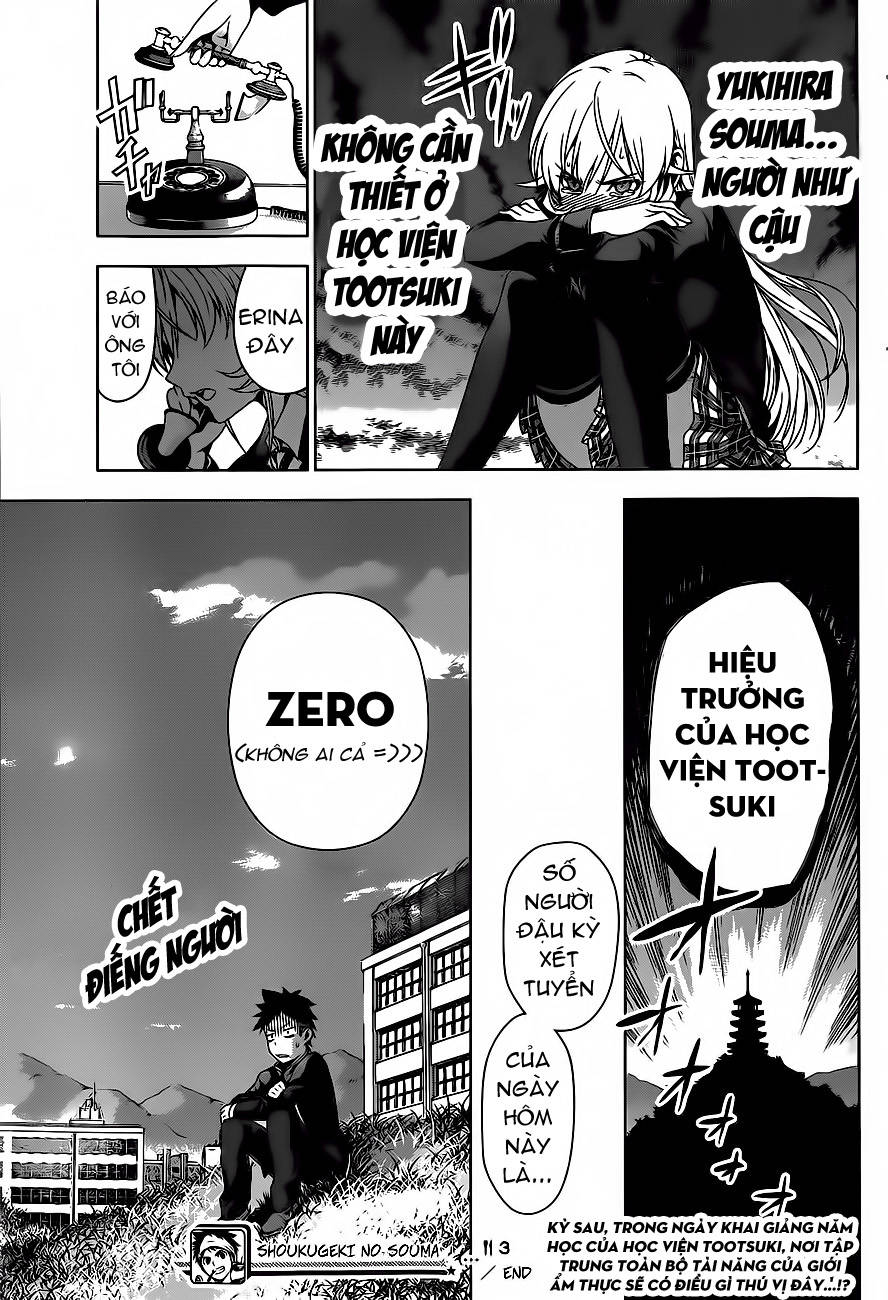 YUKIHIRA
SOUMA...
NGƯỜI NHƯ
CẬU
KHÔNG CẦN
THIẾT Ở
HỌC VIỆN
TOOTSUKI
NÀY
ガチャ
ERINA
ĐÂY
BÁO
VỚI
ÔNG
TÔI
HIỆU
TRƯỞNG
CỦA HỌC
VIỆN TOOT-
SUKI
SỐ
NGƯỜI
ĐẬU KỲ
XÉT
TUYỂN
CỦA
NGÀY
HÔM
NÀY
LÀ...
ZERO
(KHÔNG AI CẢ =)))
CHẾT
ĐIẾNG NGƯỜI
SHOUKUGEKI NO SOUMA
3
/ END
KỲ SAU, TRONG NGÀY KHAI GIẢNG NĂM
HỌC CỦA HỌC VIỆN TOOTSUKI, NƠI TẬP
TRUNG TOÀN BỘ TÀI NĂNG CỦA GIỚI
ẨM THỰC SẼ CÓ ĐIỀU GÌ THÚ VỊ ĐÂY....!?